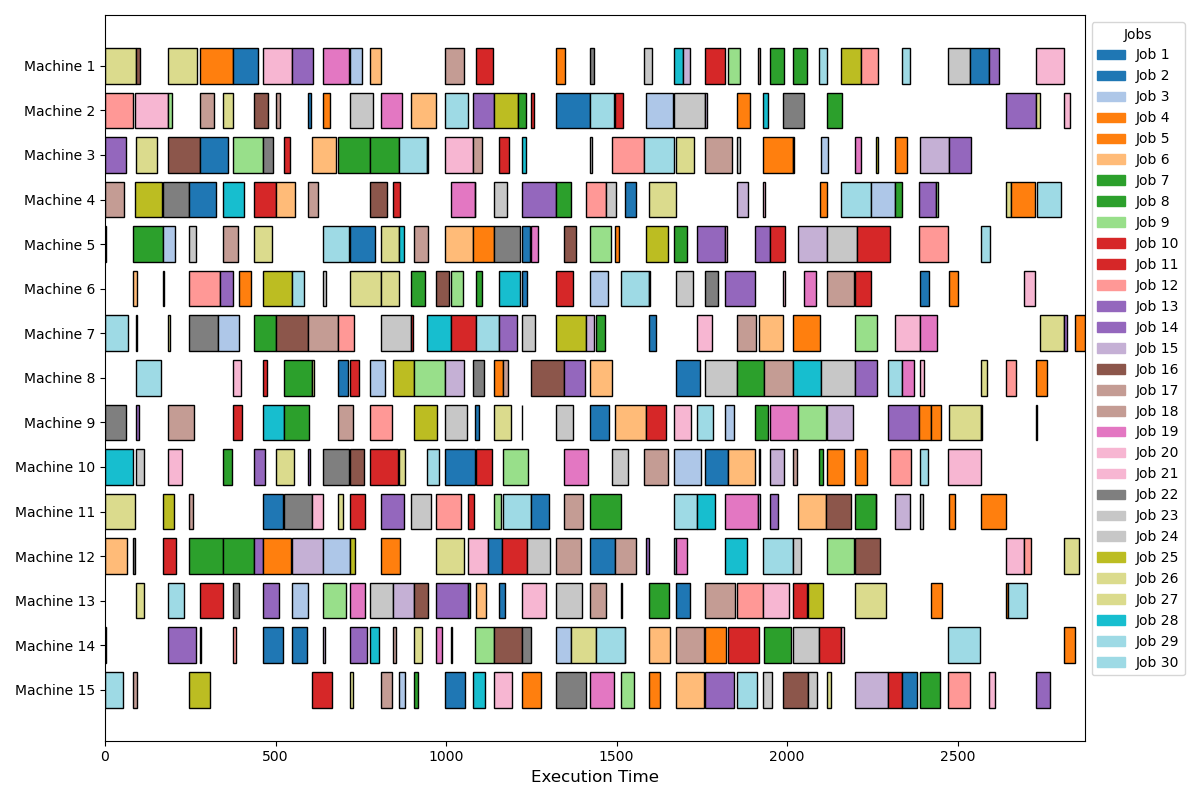 Machine 1
Machine 2
Machine 3
Machine 4
Machine 5
Machine 6
Machine 7
Machine 8
Machine 9
Machine 10
Machine 11
Machine 12
Machine 13
Machine 14
Machine 15
0 500 1000 1500 2000 2500
Execution Time
Jobs
Job 1
Job 2
Job 3
Job 4
Job 5
Job 6
Job 7
Job 8
Job 9
Job 10
Job 11
Job 12
Job 13
Job 14
Job 15
Job 16
Job 17
Job 18
Job 19
Job 20
Job 21
Job 22
Job 23
Job 24
Job 25
Job 26
Job 27
Job 28
Job 29
Job 30